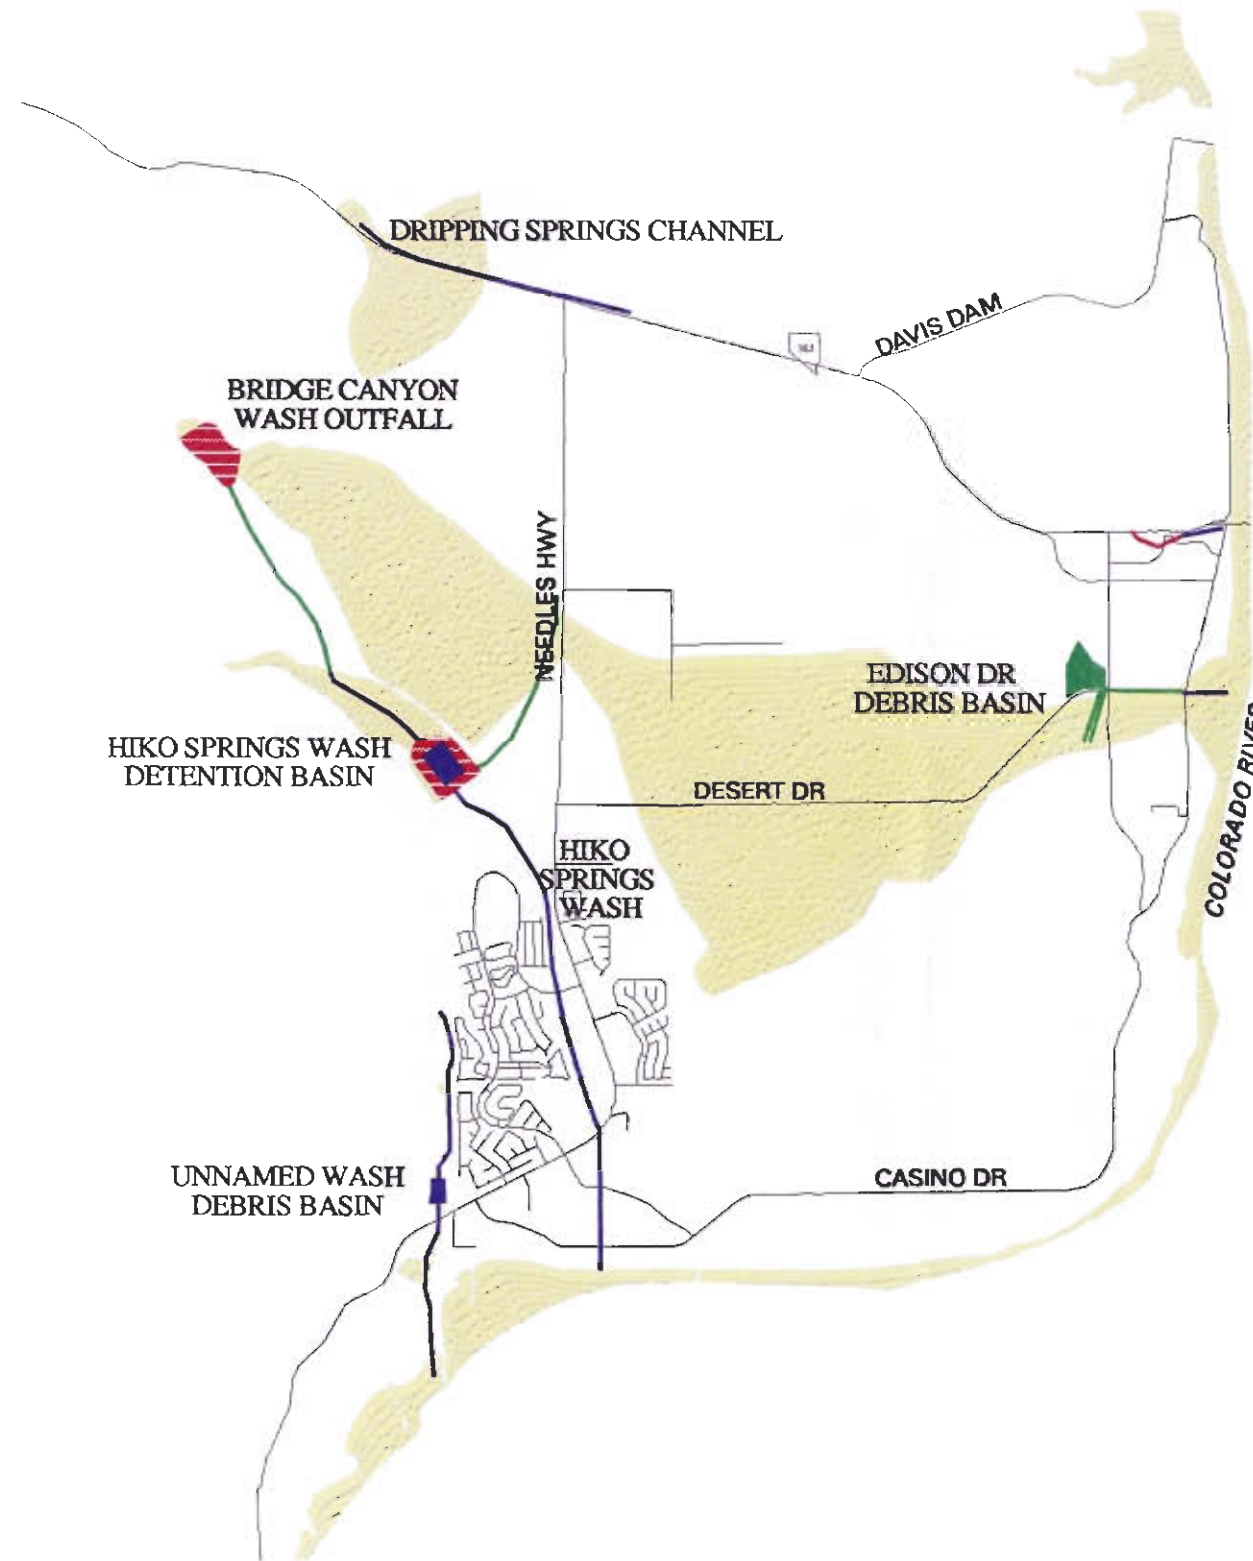 DRIPPING SPRINGS CHANNEL
DAVIS DAM
BRIDGE CANYON
WASH OUTFALL
NEEDLES HWY
EDISON DR
DEBRIS BASIN
HIKO SPRINGS WASH
DETENTION BASIN
DESERT DR
COLORADO RIVER
HIKO
SPRINGS
WASH
UNNAMED WASH
DEBRIS BASIN
CASINO DR